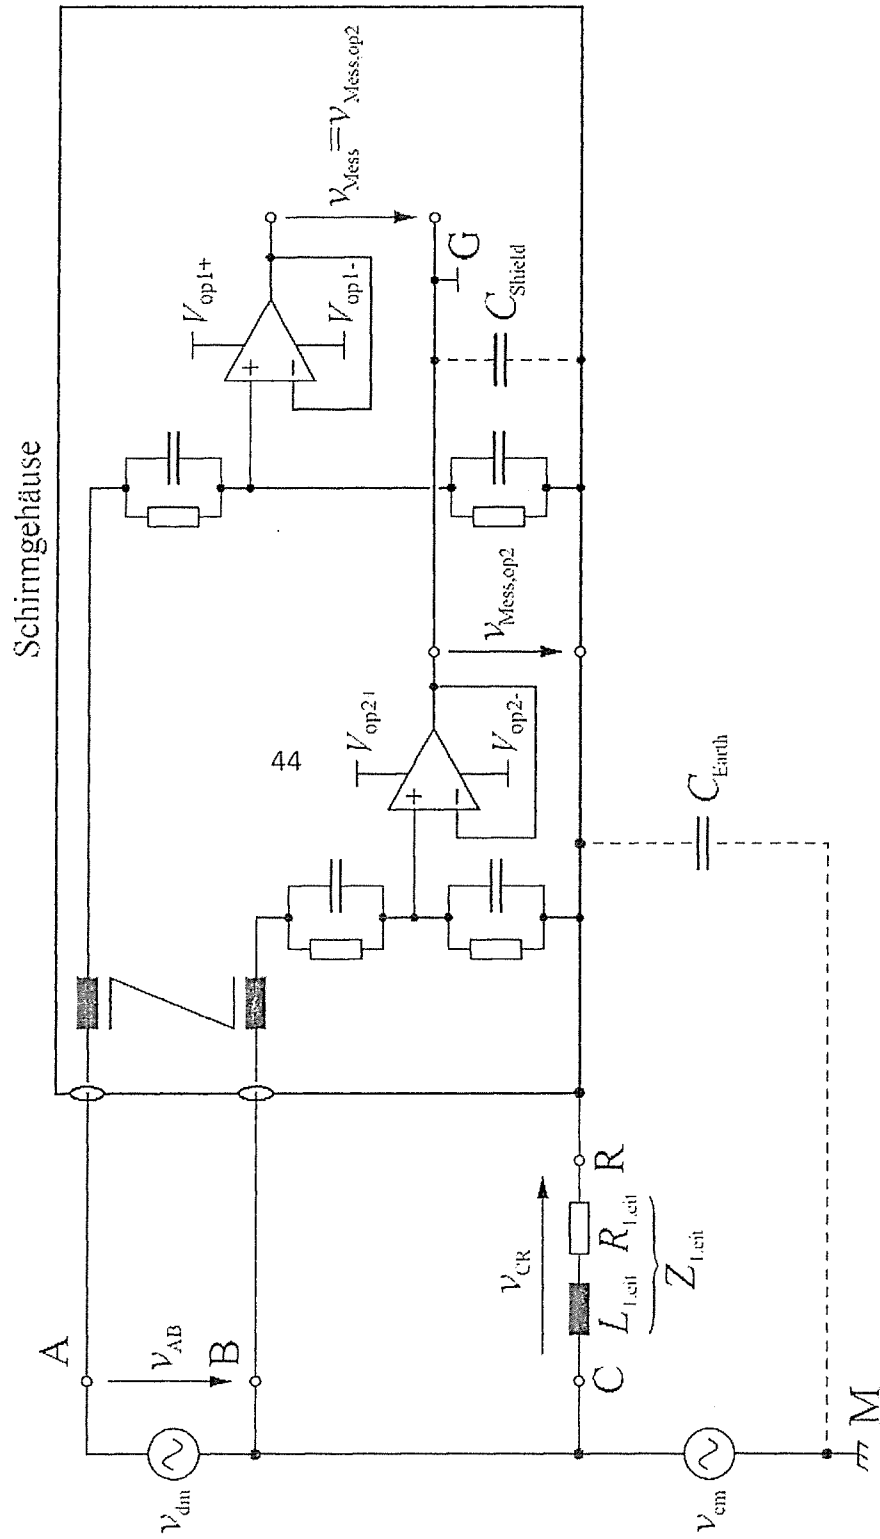 Schirmgehäuse
A
v_AB
B
v_dm
v_CR
C
R
L_Leit R_Leit
Z_Leit
v_cm
M
C_Earth
44
V_op2+
V_op2-
+
−
v_Mess,op2
V_op1+
V_op1-
+
−
v_Mess=v_Mess,op2
G
C_Shield